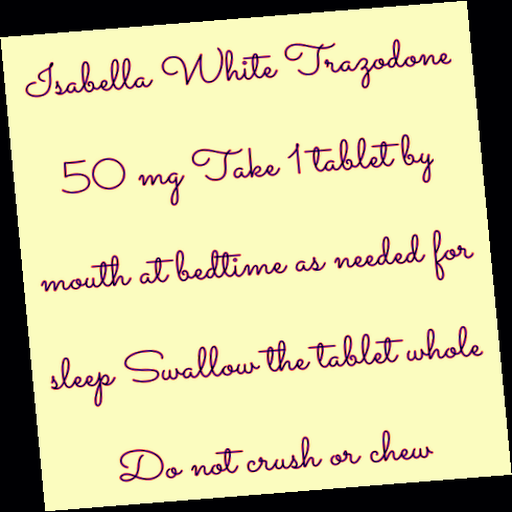 Isabella White Trazodone
50 mg Take 1 tablet by
mouth at bedtime as needed for
sleep Swallow the tablet whole
Do not crush or chew